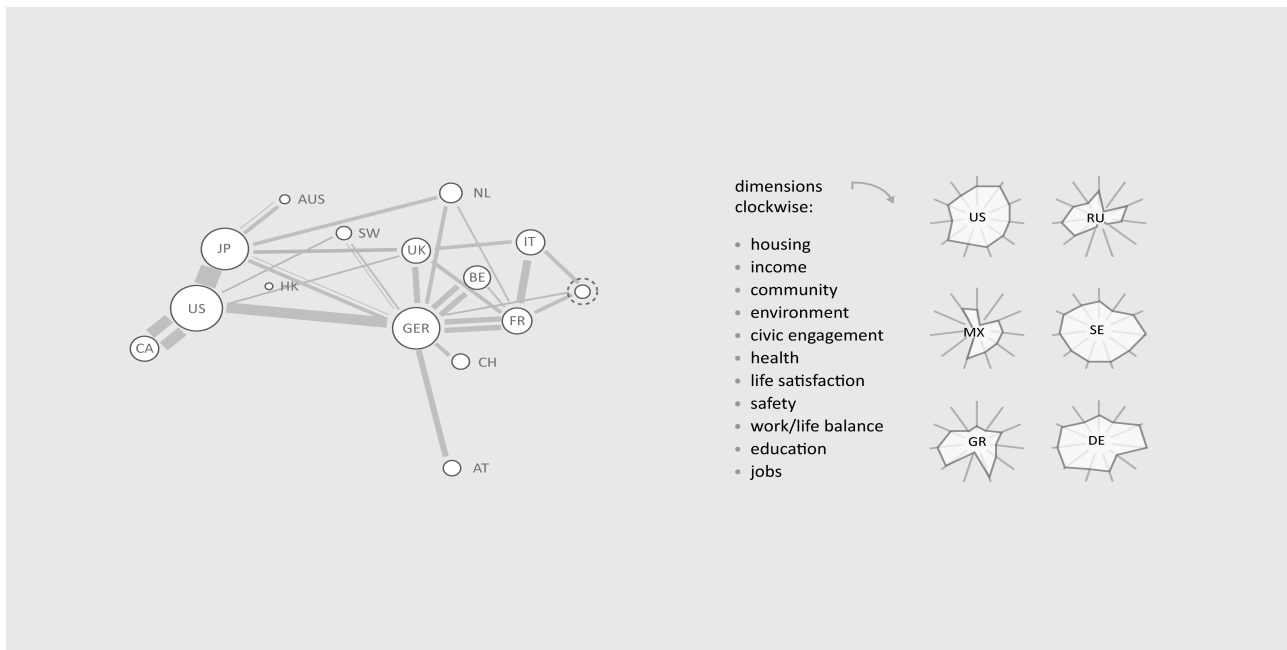 AUS
NL
SW
JP
UK
IT
BE
HK
US
GER
FR
CA
CH
AT
dimensions
clockwise:
housing
income
community
environment
civic engagement
health
life satisfaction
safety
work/life balance
education
jobs
US
RU
MX
SE
GR
DE